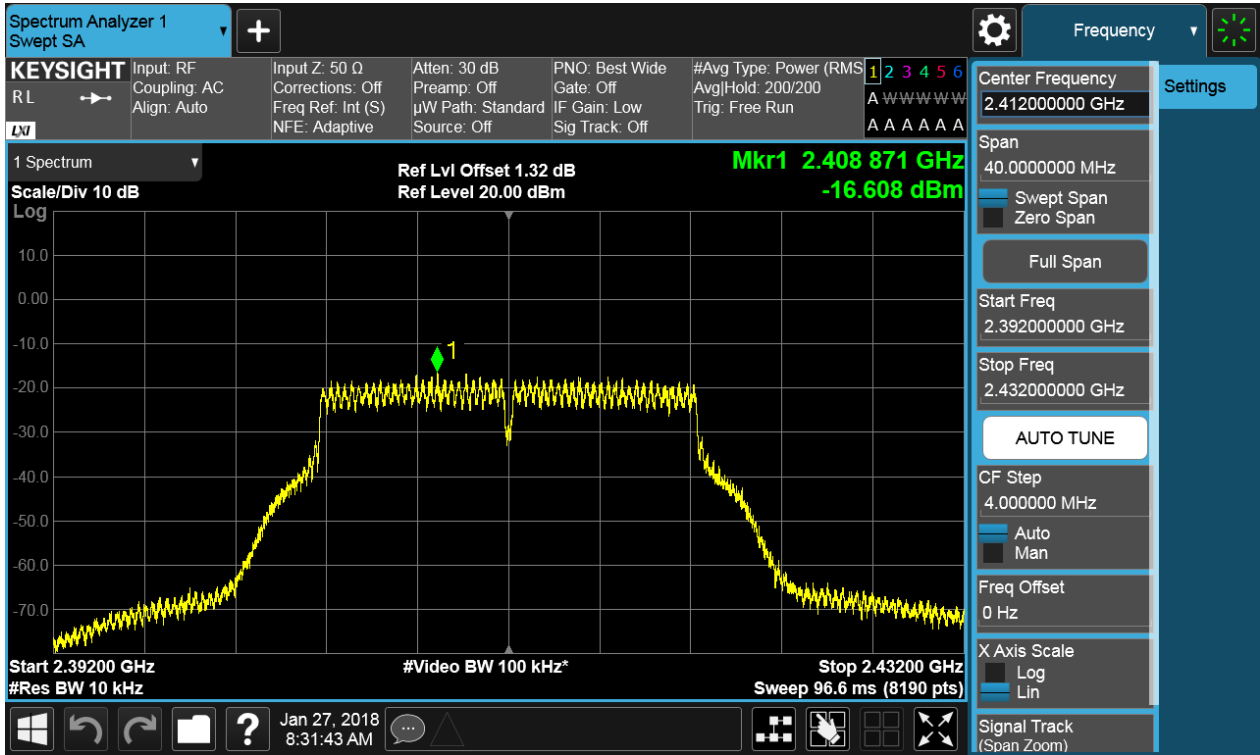 Spectrum Analyzer 1
Swept SA
+
Frequency
KEYSIGHT
R L
LXI
Input: RF
Coupling: AC
Align: Auto
Input Z: 50 Ω
Corrections: Off
Freq Ref: Int (S)
NFE: Adaptive
Atten: 30 dB
Preamp: Off
µW Path: Standard
Source: Off
PNO: Best Wide
Gate: Off
IF Gain: Low
Sig Track: Off
#Avg Type: Power (RMS
Avg|Hold: 200/200
Trig: Free Run
1 2 3 4 5 6
A W W W W W
A A A A A A
1 Spectrum
Scale/Div 10 dB
Log
Ref Lvl Offset 1.32 dB
Ref Level 20.00 dBm
Mkr1 2.408 871 GHz
-16.608 dBm
10.0
0.00
-10.0
-20.0
-30.0
-40.0
-50.0
-60.0
-70.0
1
Start 2.39200 GHz
#Res BW 10 kHz
#Video BW 100 kHz*
Stop 2.43200 GHz
Sweep 96.6 ms (8190 pts)
Center Frequency
2.412000000 GHz
Settings
Span
40.0000000 MHz
Swept Span
Zero Span
Full Span
Start Freq
2.392000000 GHz
Stop Freq
2.432000000 GHz
AUTO TUNE
CF Step
4.000000 MHz
Auto
Man
Freq Offset
0 Hz
X Axis Scale
Log
Lin
Signal Track
(Span Zoom)
?
Jan 27, 2018
8:31:43 AM